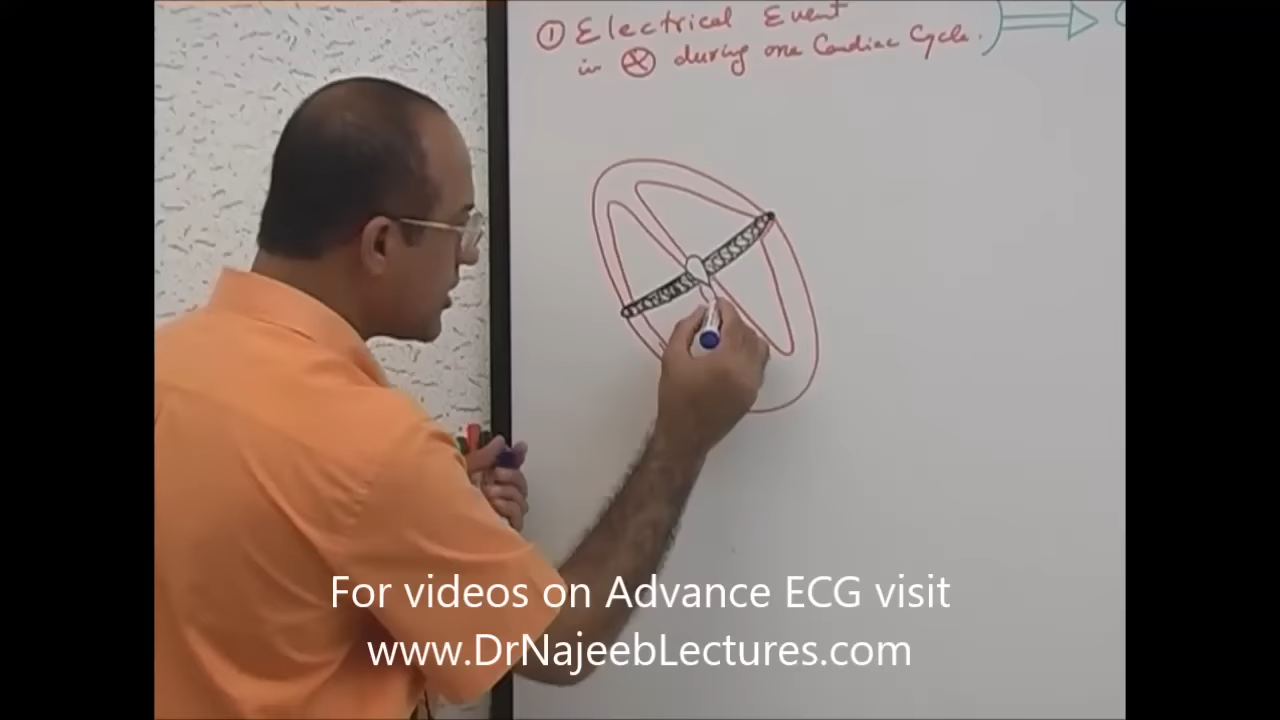 ① Electrical Event
in during one Cardiac Cycle.
For videos on Advance ECG visit
www.DrNajeebLectures.com